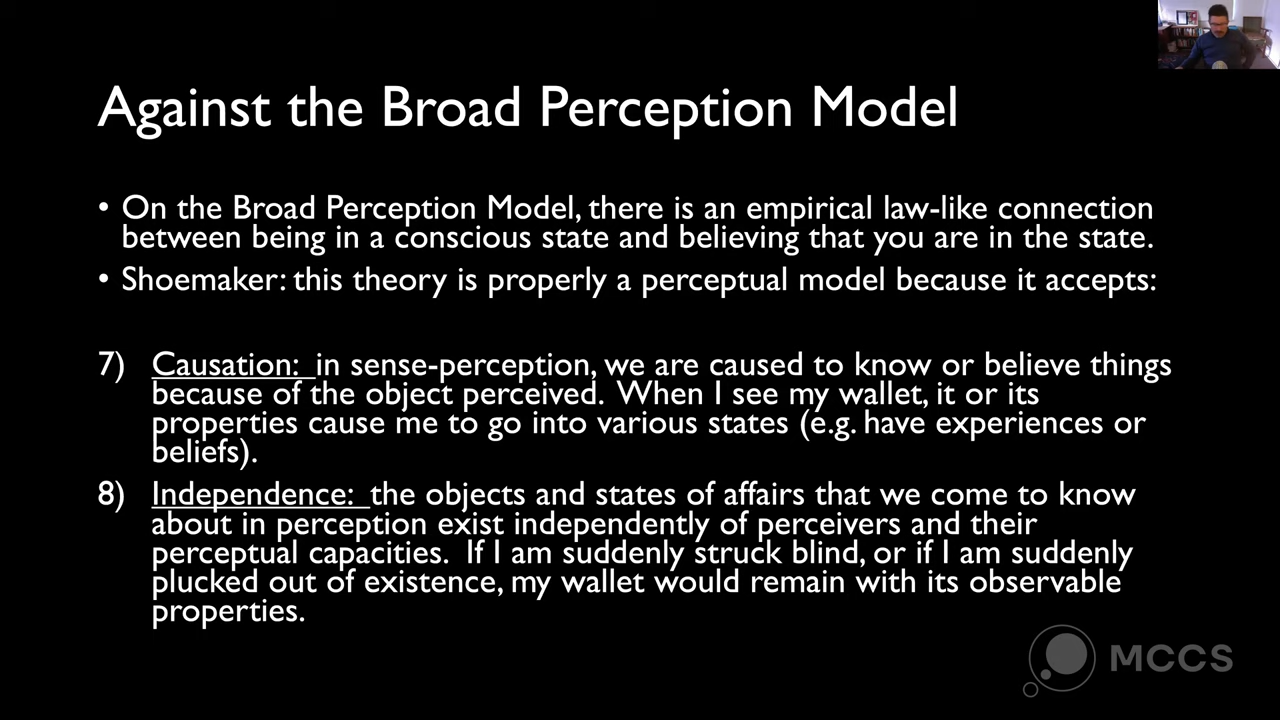 Against the Broad Perception Model
• On the Broad Perception Model, there is an empirical law-like connection
between being in a conscious state and believing that you are in the state.
• Shoemaker: this theory is properly a perceptual model because it accepts:
7) Causation: in sense-perception, we are caused to know or believe things
because of the object perceived. When I see my wallet, it or its
properties cause me to go into various states (e.g. have experiences or
beliefs).
8) Independence: the objects and states of affairs that we come to know
about in perception exist independently of perceivers and their
perceptual capacities. If I am suddenly struck blind, or if I am suddenly
plucked out of existence, my wallet would remain with its observable
properties.
MCCS